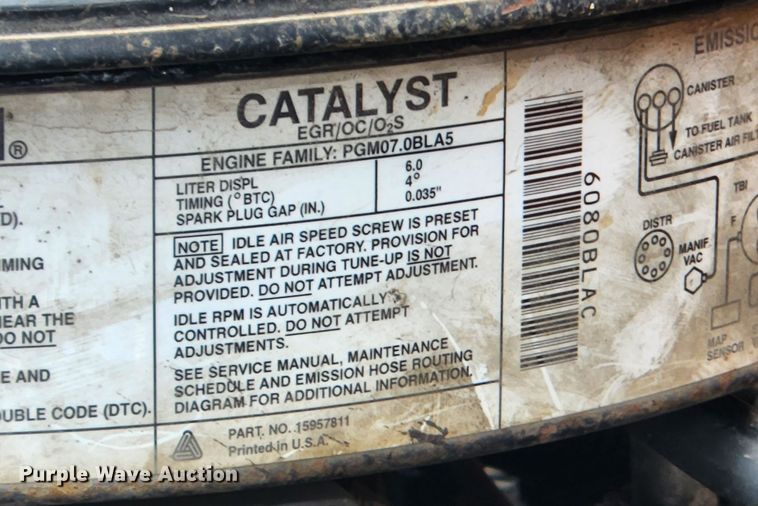 ®
D).
MING
TH A
EAR THE
DO NOT
E AND
OUBLE CODE (DTC).
CATALYST
EGR/OC/O₂S
ENGINE FAMILY: PGM07.0BLA5
LITER DISPL 6.0
TIMING (°BTC) 4°
SPARK PLUG GAP (IN.) 0.035"
NOTE IDLE AIR SPEED SCREW IS PRESET
AND SEALED AT FACTORY. PROVISION FOR
ADJUSTMENT DURING TUNE-UP IS NOT
PROVIDED. DO NOT ATTEMPT ADJUSTMENT.
IDLE RPM IS AUTOMATICALLY
CONTROLLED. DO NOT ATTEMPT
ADJUSTMENTS.
SEE SERVICE MANUAL, MAINTENANCE
SCHEDULE AND EMISSION HOSE ROUTING
DIAGRAM FOR ADDITIONAL INFORMATION.
PART. NO. 15957811
Printed in U.S.A.
6080BLAC
EMISSIO
CANISTER
TO FUEL TANK
CANISTER AIR FILT
TBI
F
DISTR
MANIF.
VAC
MAP
SENSOR
Purple Wave Auction